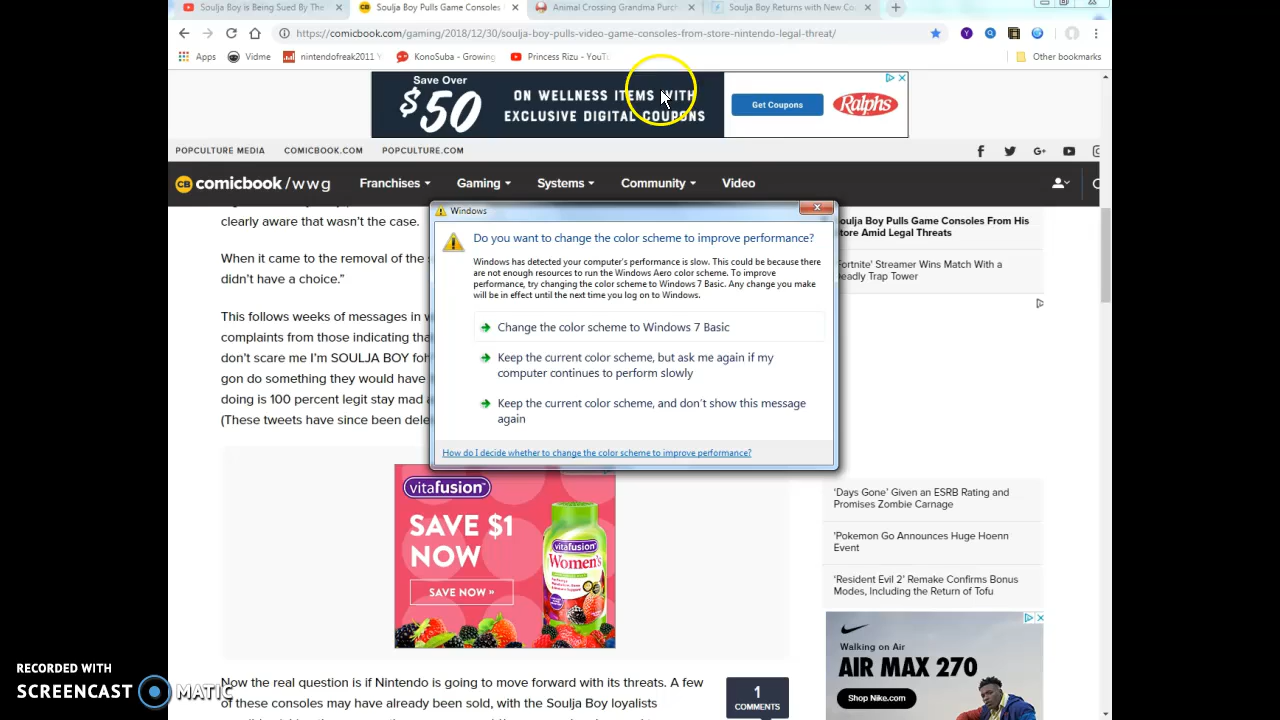 Soulja Boy is Being Sued By The
Soulja Boy Pulls Game Consoles
Animal Crossing Grandma Purch
Soulja Boy Returns with New Co
https://comicbook.com/gaming/2018/12/30/soulja-boy-pulls-video-game-consoles-from-store-nintendo-legal-threat/
Apps
Vidme
nintendofreak2011 Y
KonoSuba - Growing
Princess Rizu - YouTu
Other bookmarks
Save Over
$50
ON WELLNESS ITEMS WITH
EXCLUSIVE DIGITAL COUPONS
Get Coupons
Ralphs
POPCULTURE MEDIA COMICBOOK.COM POPCULTURE.COM
CB comicbook/wwg
Franchises Gaming Systems Community Video
clearly aware that wasn't the case.
When it came to the removal of the
didn't have a choice."
This follows weeks of messages in
complaints from those indicating
don't scare me I'm SOULJA BOY
gon do something they would have
doing is 100 percent legit stay mad
(These tweets have since been
Windows
Do you want to change the color scheme to improve performance?
Windows has detected your computer's performance is slow. This could be because there
are not enough resources to run the Windows Aero color scheme. To improve
performance, try changing the color scheme to Windows 7 Basic. Any change you make
will be in effect until the next time you log on to Windows.
Change the color scheme to Windows 7 Basic
Keep the current color scheme, but ask me again if my
computer continues to perform slowly
Keep the current color scheme, and don't show this message
again
How do I decide whether to change the color scheme to improve performance?
Soulja Boy Pulls Game Consoles From His
Store Amid Legal Threats
'Fortnite' Streamer Wins Match With a
Deadly Trap Tower
vitafusion
SAVE $1
NOW
SAVE NOW »
vitafusion
Women's
'Days Gone' Given an ESRB Rating and
Promises Zombie Carnage
'Pokemon Go Announces Huge Hoenn
Event
'Resident Evil 2' Remake Confirms Bonus
Modes, Including the Return of Tofu
Walking on Air
AIR MAX 270
Shop Nike.com
Now the real question is if Nintendo is going to move forward with its threats. A few
of these consoles may have already been sold, with the Soulja Boy loyalists
1
COMMENTS
RECORDED WITH
SCREENCAST MATIC